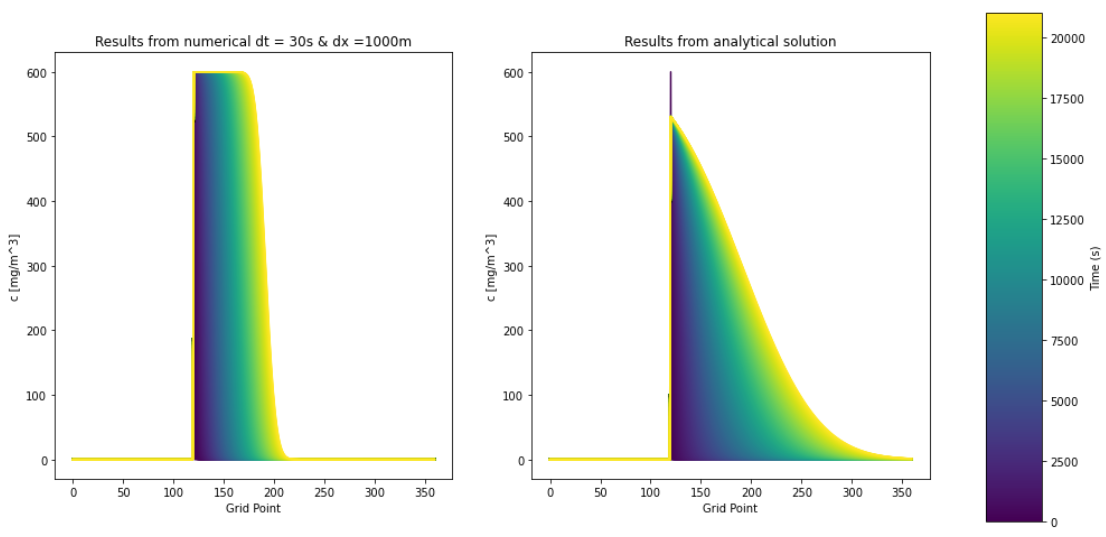 Results from numerical dt = 30s & dx =1000m
600
500
400
300
200
100
0
c [mg/m^3]
0 50 100 150 200 250 300 350
Grid Point
Results from analytical solution
600
500
400
300
200
100
0
c [mg/m^3]
0 50 100 150 200 250 300 350
Grid Point
20000
17500
15000
12500
10000
7500
5000
2500
0
Time (s)